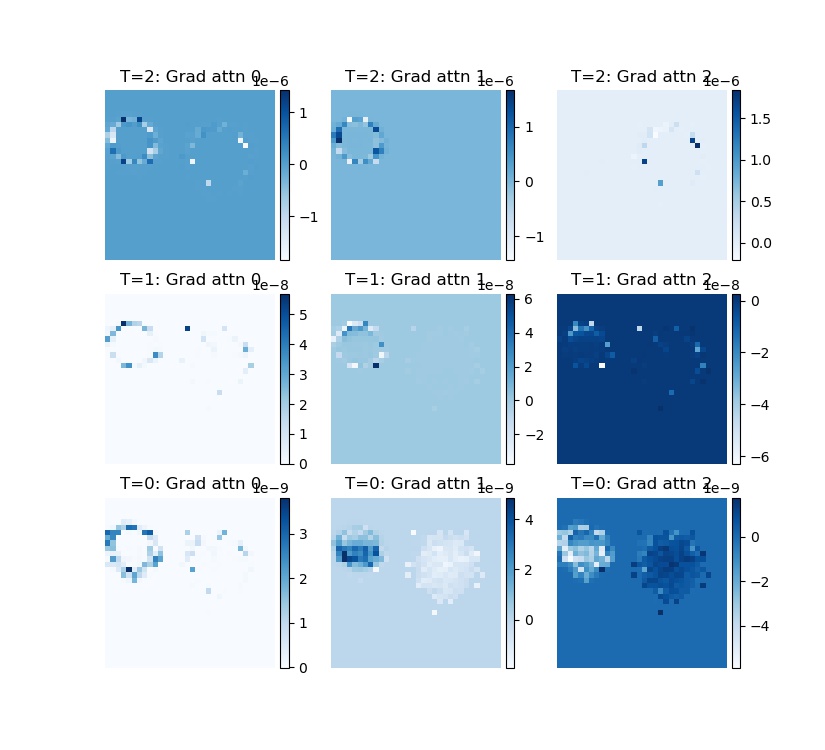 T=2: Grad attn 0
1e−6
T=2: Grad attn 1
1e−6
T=2: Grad attn 2
1e−6
1
0
−1
1
0
−1
1.5
1.0
0.5
0.0
T=1: Grad attn 0
1e−8
T=1: Grad attn 1
1e−8
T=1: Grad attn 2
1e−8
5
4
3
2
1
0
6
4
2
0
−2
0
−2
−4
−6
T=0: Grad attn 0
1e−9
T=0: Grad attn 1
1e−9
T=0: Grad attn 2
1e−9
3
2
1
0
4
2
0
0
−2
−4